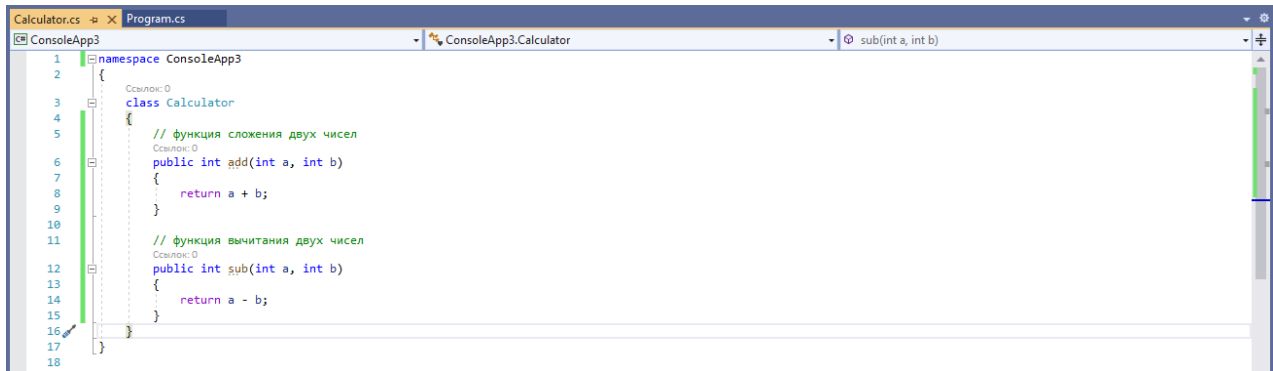 Calculator.cs Program.cs
C# ConsoleApp3 ConsoleApp3.Calculator sub(int a, int b)
1 namespace ConsoleApp3
2 {
Ссылок: 0
3 class Calculator
4 {
5 // функция сложения двух чисел
Ссылок: 0
6 public int add(int a, int b)
7 {
8 return a + b;
9 }
10
11 // функция вычитания двух чисел
Ссылок: 0
12 public int sub(int a, int b)
13 {
14 return a - b;
15 }
16 }
17 }
18